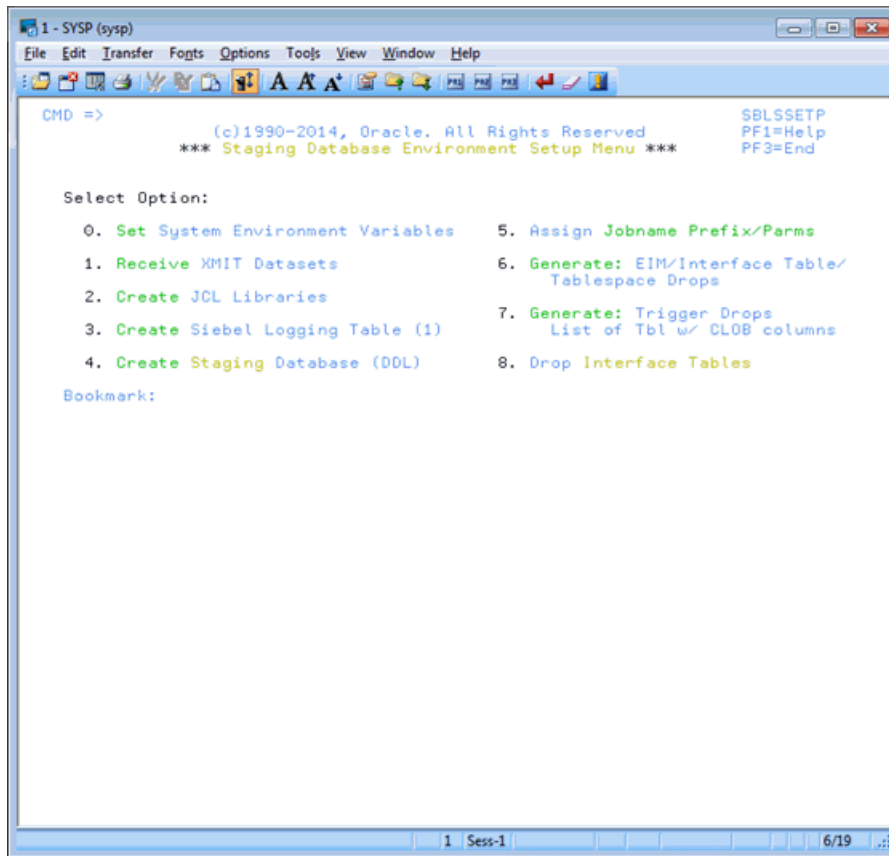 1 - SYSP (sysp)
File Edit Transfer Fonts Options Tools View Window Help
PA1 PA2 PA3
CMD => SBLSSETP
(c)1990-2014, Oracle. All Rights Reserved PF1=Help
*** Staging Database Environment Setup Menu *** PF3=End
Select Option:
0. Set System Environment Variables
1. Receive XMIT Datasets
2. Create JCL Libraries
3. Create Siebel Logging Table (1)
4. Create Staging Database (DDL)
5. Assign Jobname Prefix/Parms
6. Generate: EIM/Interface Table/
Tablespace Drops
7. Generate: Trigger Drops
List of Tbl w/ CLOB columns
8. Drop Interface Tables
Bookmark:
1 Sess-1 6/19